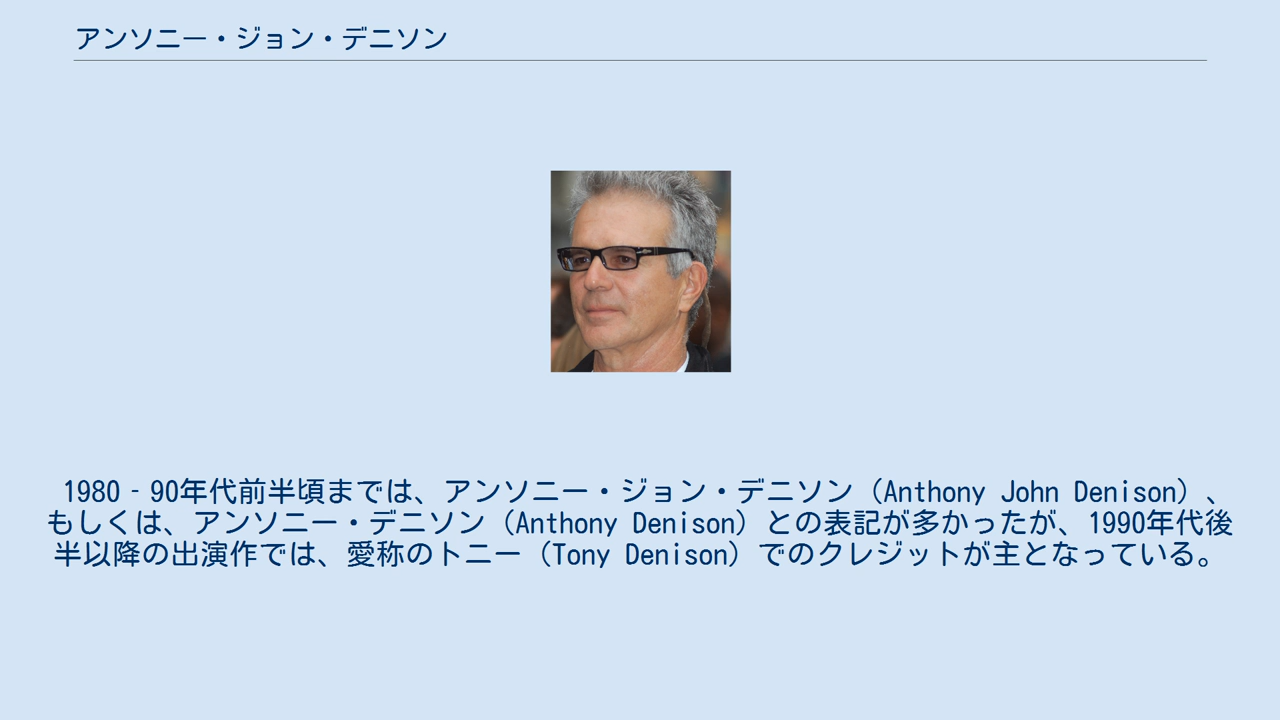 アンソニー・ジョン・デニソン
1980‐90年代前半頃までは、アンソニー・ジョン・デニソン（Anthony John Denison）、
もしくは、アンソニー・デニソン（Anthony Denison）との表記が多かったが、1990年代後
半以降の出演作では、愛称のトニー（Tony Denison）でのクレジットが主となっている。